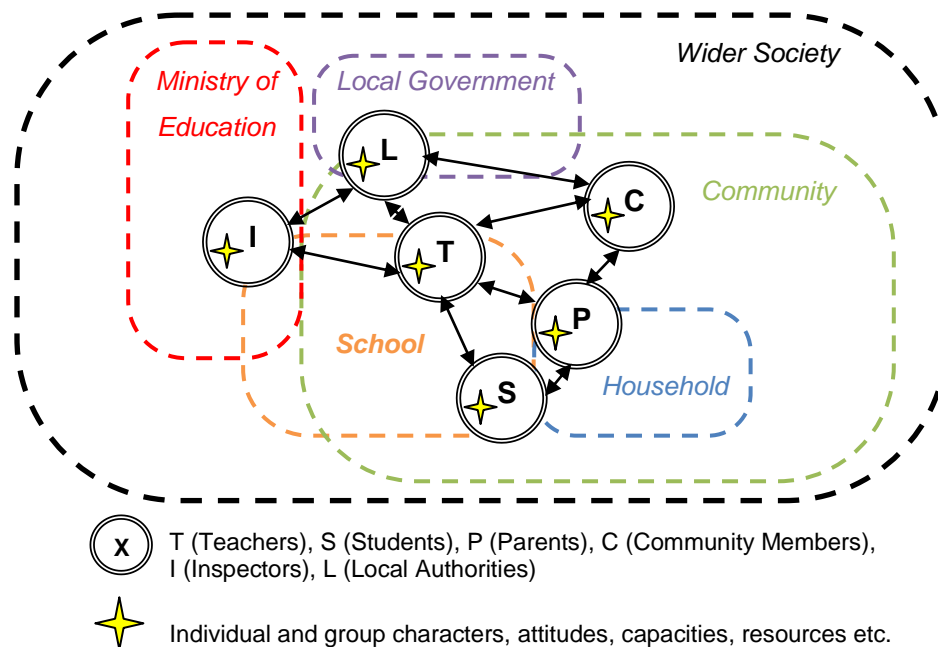 Wider Society
Ministry of
Education
Local Government
L
Community
C
I
T
P
School
Household
S
X
T (Teachers), S (Students), P (Parents), C (Community Members),
I (Inspectors), L (Local Authorities)
Individual and group characters, attitudes, capacities, resources etc.